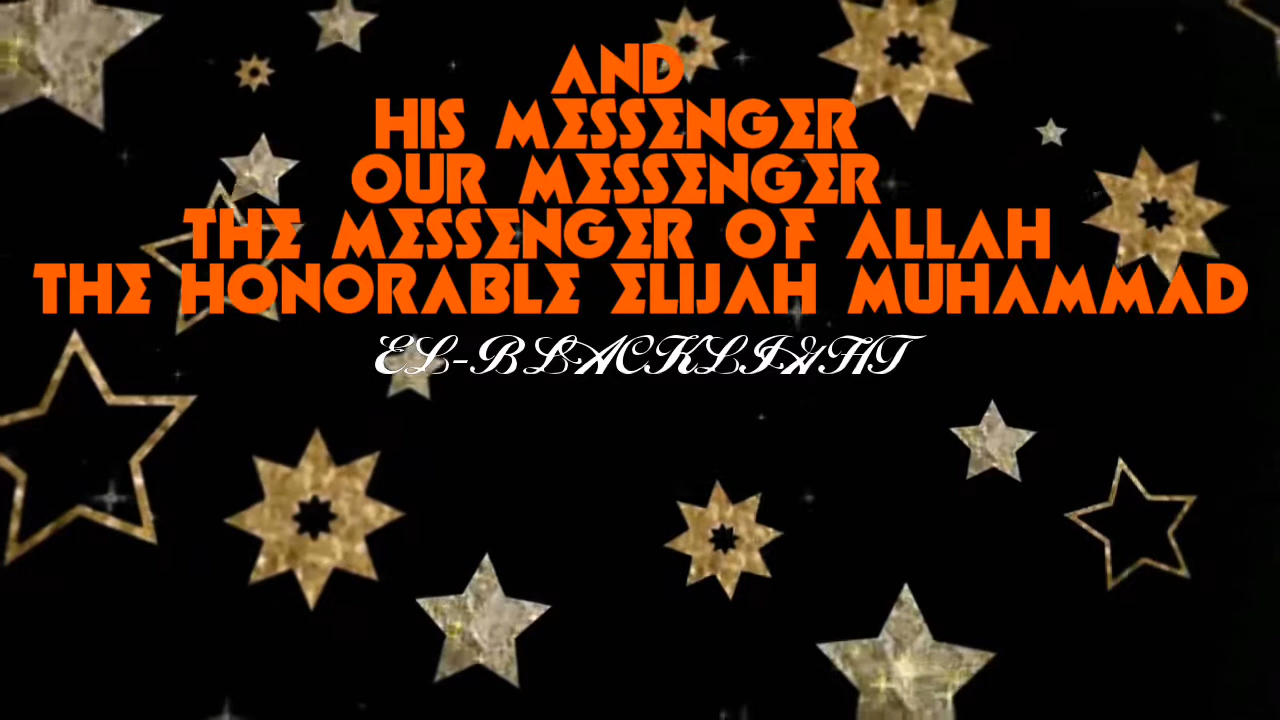 AND
HIS MESSENGER
OUR MESSENGER
THE MESSENGER OF ALLAH
THE HONORABLE ELIJAH MUHAMMAD
EL-BLACKLIGHT